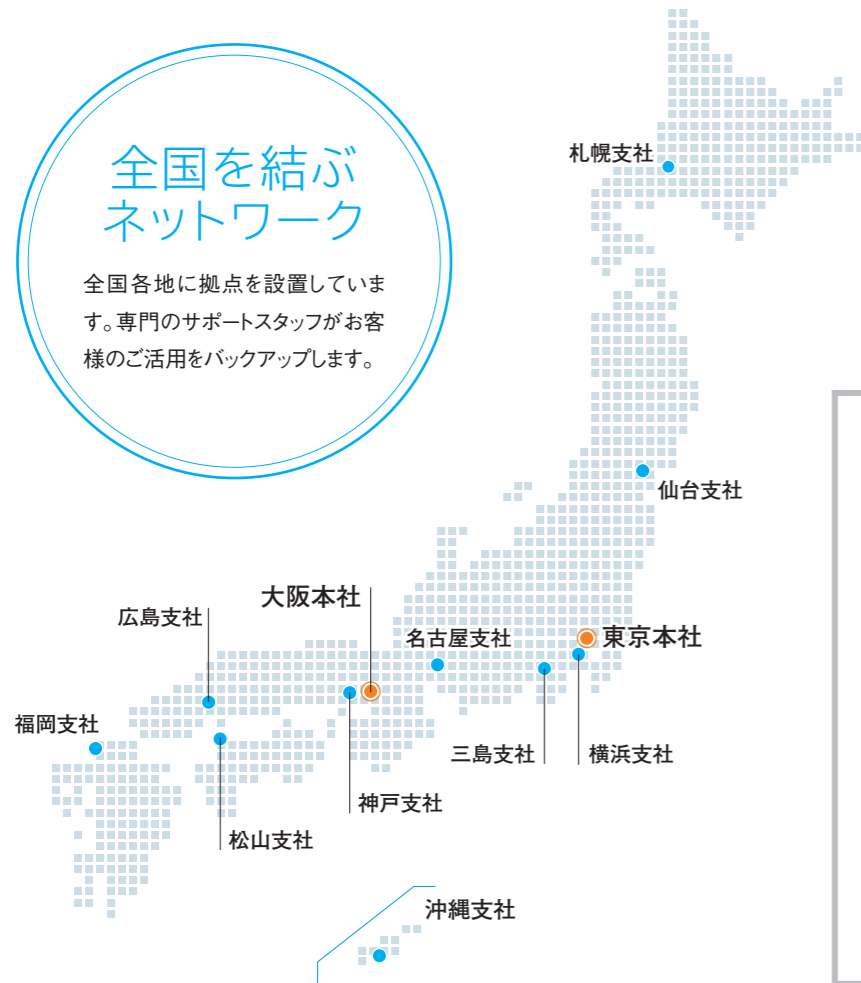 全国を結ぶ
ネットワーク
全国各地に拠点を設置していま
す。専門のサポートスタッフがお客
様のご活用をバックアップします。
札幌支社
仙台支社
大阪本社
広島支社
名古屋支社
東京本社
福岡支社
三島支社
横浜支社
神戸支社
松山支社
沖縄支社